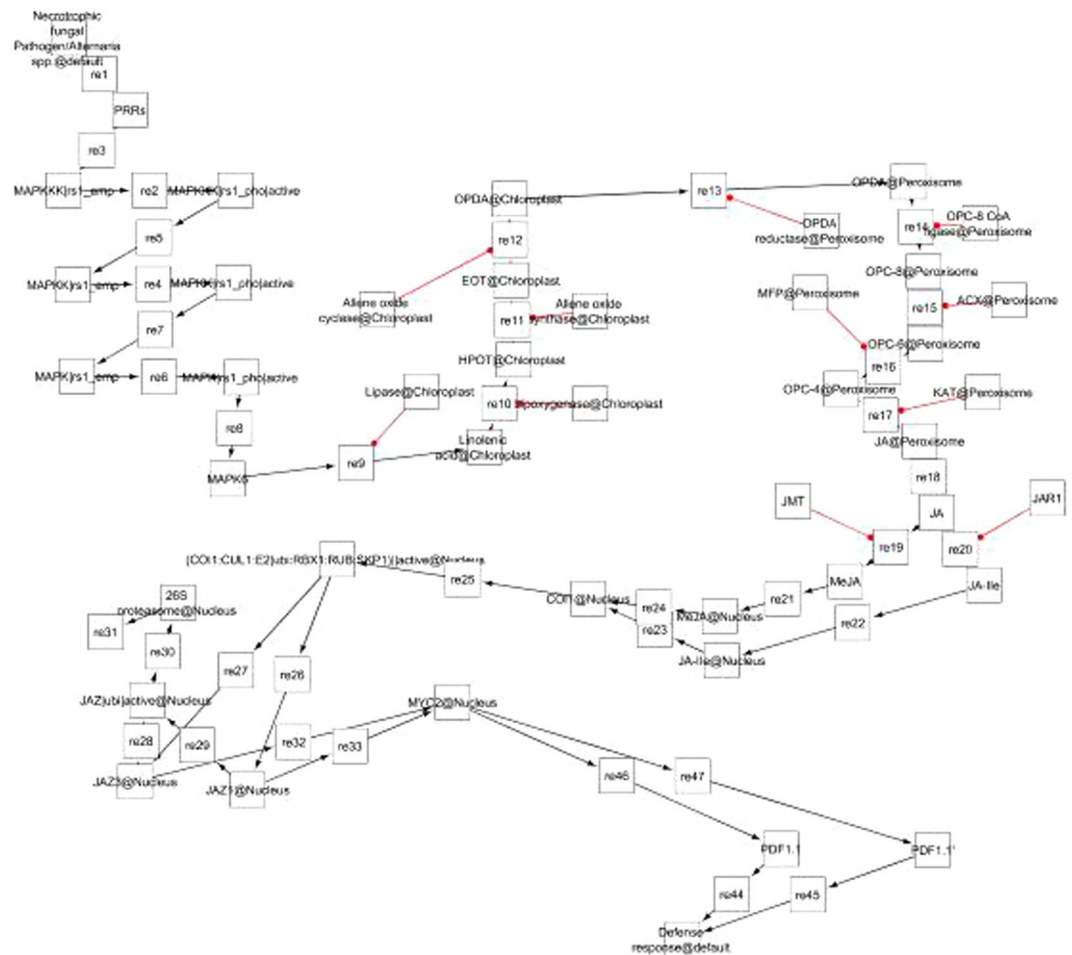 Necrotrophic
fungal
Pathogen/Alternaria
spp.@default
re1
PRRs
re3
MAPKKK|rs1_emp
re2
MAPKKK|rs1_pho|active
re5
MAPKK|rs1_emp
re4
MAPKK|rs1_pho|active
re7
MAPK|rs1_emp
re6
MAPK|rs1_pho|active
re8
MAPK6
re9
Lipase@Chloroplast
Linolenic
acid@Chloroplast
re10
Lipoxygenase@Chloroplast
HPOT@Chloroplast
re11
Allene oxide
synthase@Chloroplast
EOT@Chloroplast
Allene oxide
cyclase@Chloroplast
re12
OPDA@Chloroplast
re13
OPDA
reductase@Peroxisome
OPDA@Peroxisome
re14
OPC-8 CoA
ligase@Peroxisome
OPC-8@Peroxisome
re15
ACX@Peroxisome
MFP@Peroxisome
OPC-6@Peroxisome
re16
OPC-4@Peroxisome
re17
KAT@Peroxisome
JA@Peroxisome
re18
JA
JMT
JAR1
re19
re20
MeJA
JA-Ile
re21
re22
MeJA@Nucleus
JA-Ile@Nucleus
re24
re23
COI1@Nucleus
re25
(COI1:CUL1:E2|ubi:RBX1:RUB:SKP1)||active@Nucleus
26S
proteasome@Nucleus
re31
re30
re27
re26
JAZ|ubi|active@Nucleus
re28
re29
re32
re33
JAZ3@Nucleus
JAZ1@Nucleus
MYC2@Nucleus
re46
re47
PDF1.1
PDF1.1'
re44
re45
Defense
response@default